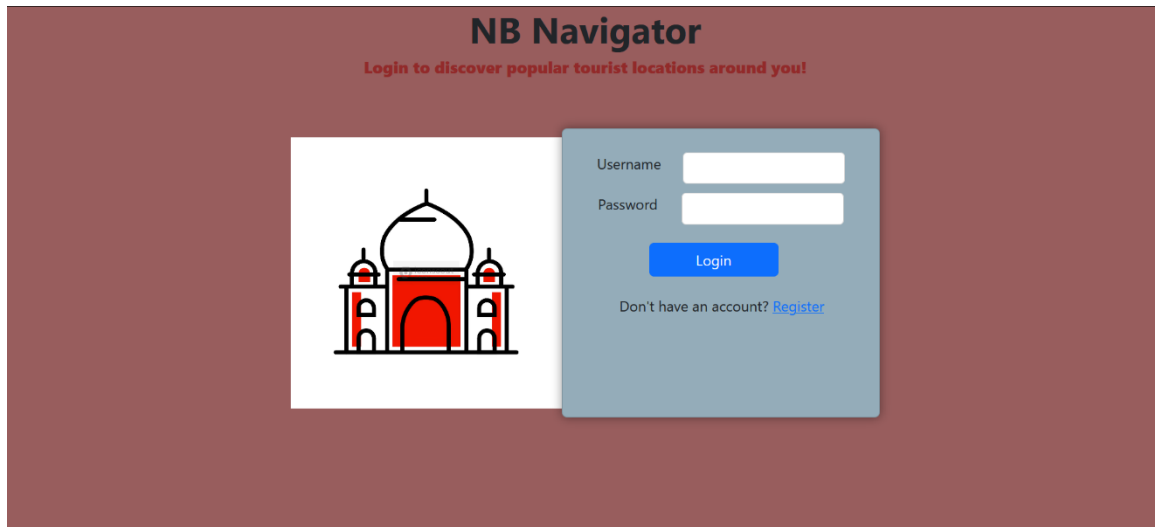 NB Navigator
Login to discover popular tourist locations around you!
Username
Password
Login
Don't have an account? Register